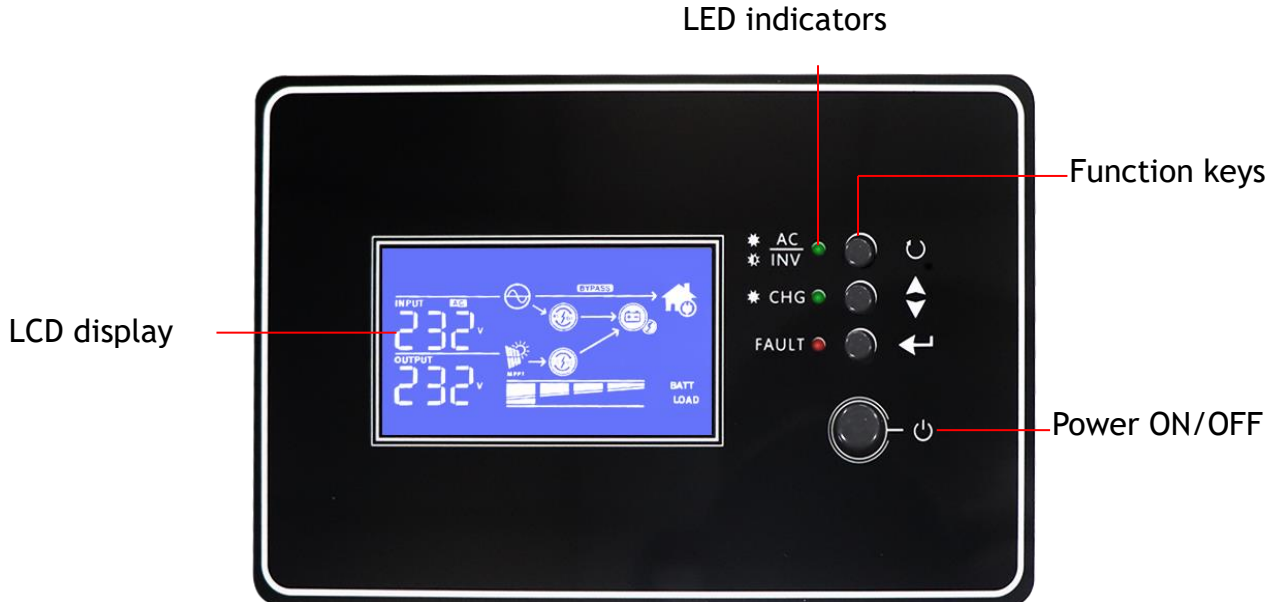 LED indicators
Function keys
AC
INV
CHG
FAULT
LCD display
BYPASS
INPUT AC
232 V
OUTPUT
232 V
MPPT
BATT
LOAD
Power ON/OFF